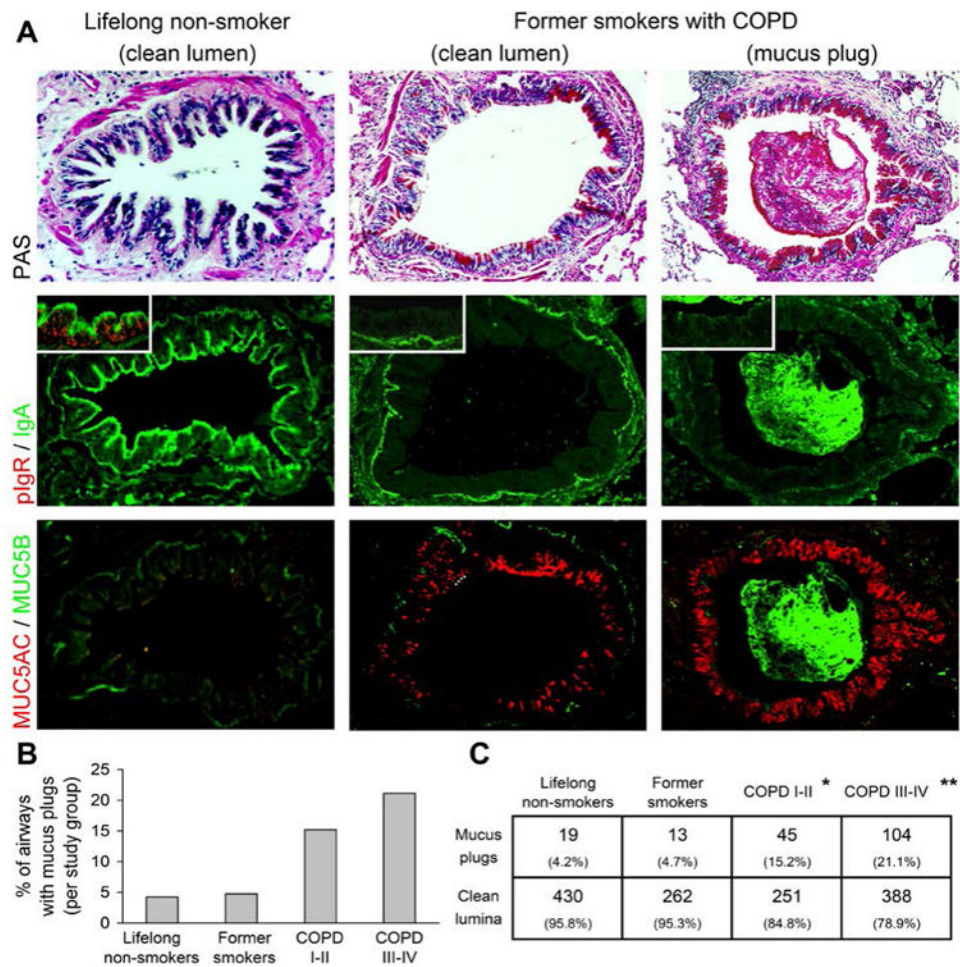 A
Lifelong non-smoker
(clean lumen)
Former smokers with COPD
(clean lumen)
(mucus plug)
PAS
pIgR / IgA
MUC5AC / MUC5B
B
% of airways
with mucus plugs
(per study group)
25
20
15
10
5
0
Lifelong
non-smokers
Former
smokers
COPD
I-II
COPD
III-IV
C
Lifelong
non-smokers
Former
smokers
COPD I-II *
COPD III-IV **
Mucus
plugs
19
(4.2%)
13
(4.7%)
45
(15.2%)
104
(21.1%)
Clean
lumina
430
(95.8%)
262
(95.3%)
251
(84.8%)
388
(78.9%)